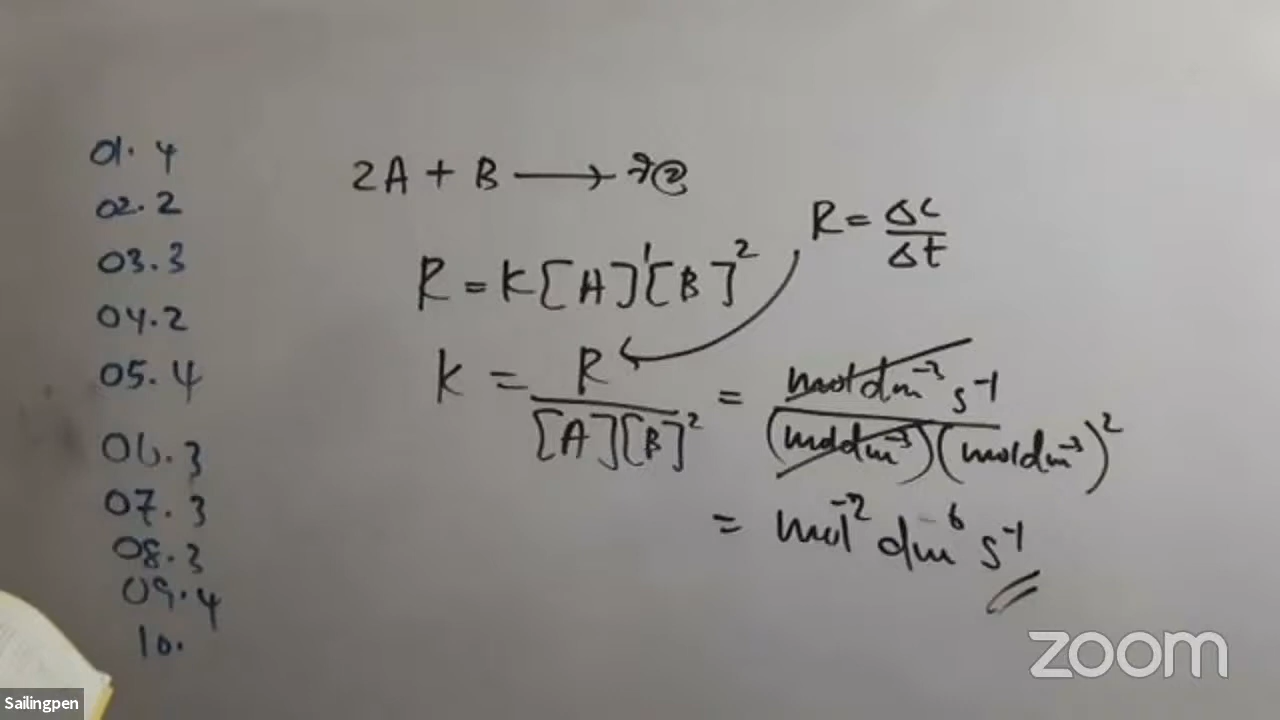 01. 4
02. 2
03. 3
04. 2
05. 4
06. 3
07. 3
08. 3
09. 4
10.
2A + B ⟶ ඵල
R = ΔC/Δt
R = K[A]¹[B]²
K = R/[A][B]² = mol dm⁻³ s⁻¹/(mol dm⁻³)(mol dm⁻³)²
= mol⁻² dm⁶ s⁻¹
zoom
Sailingpen